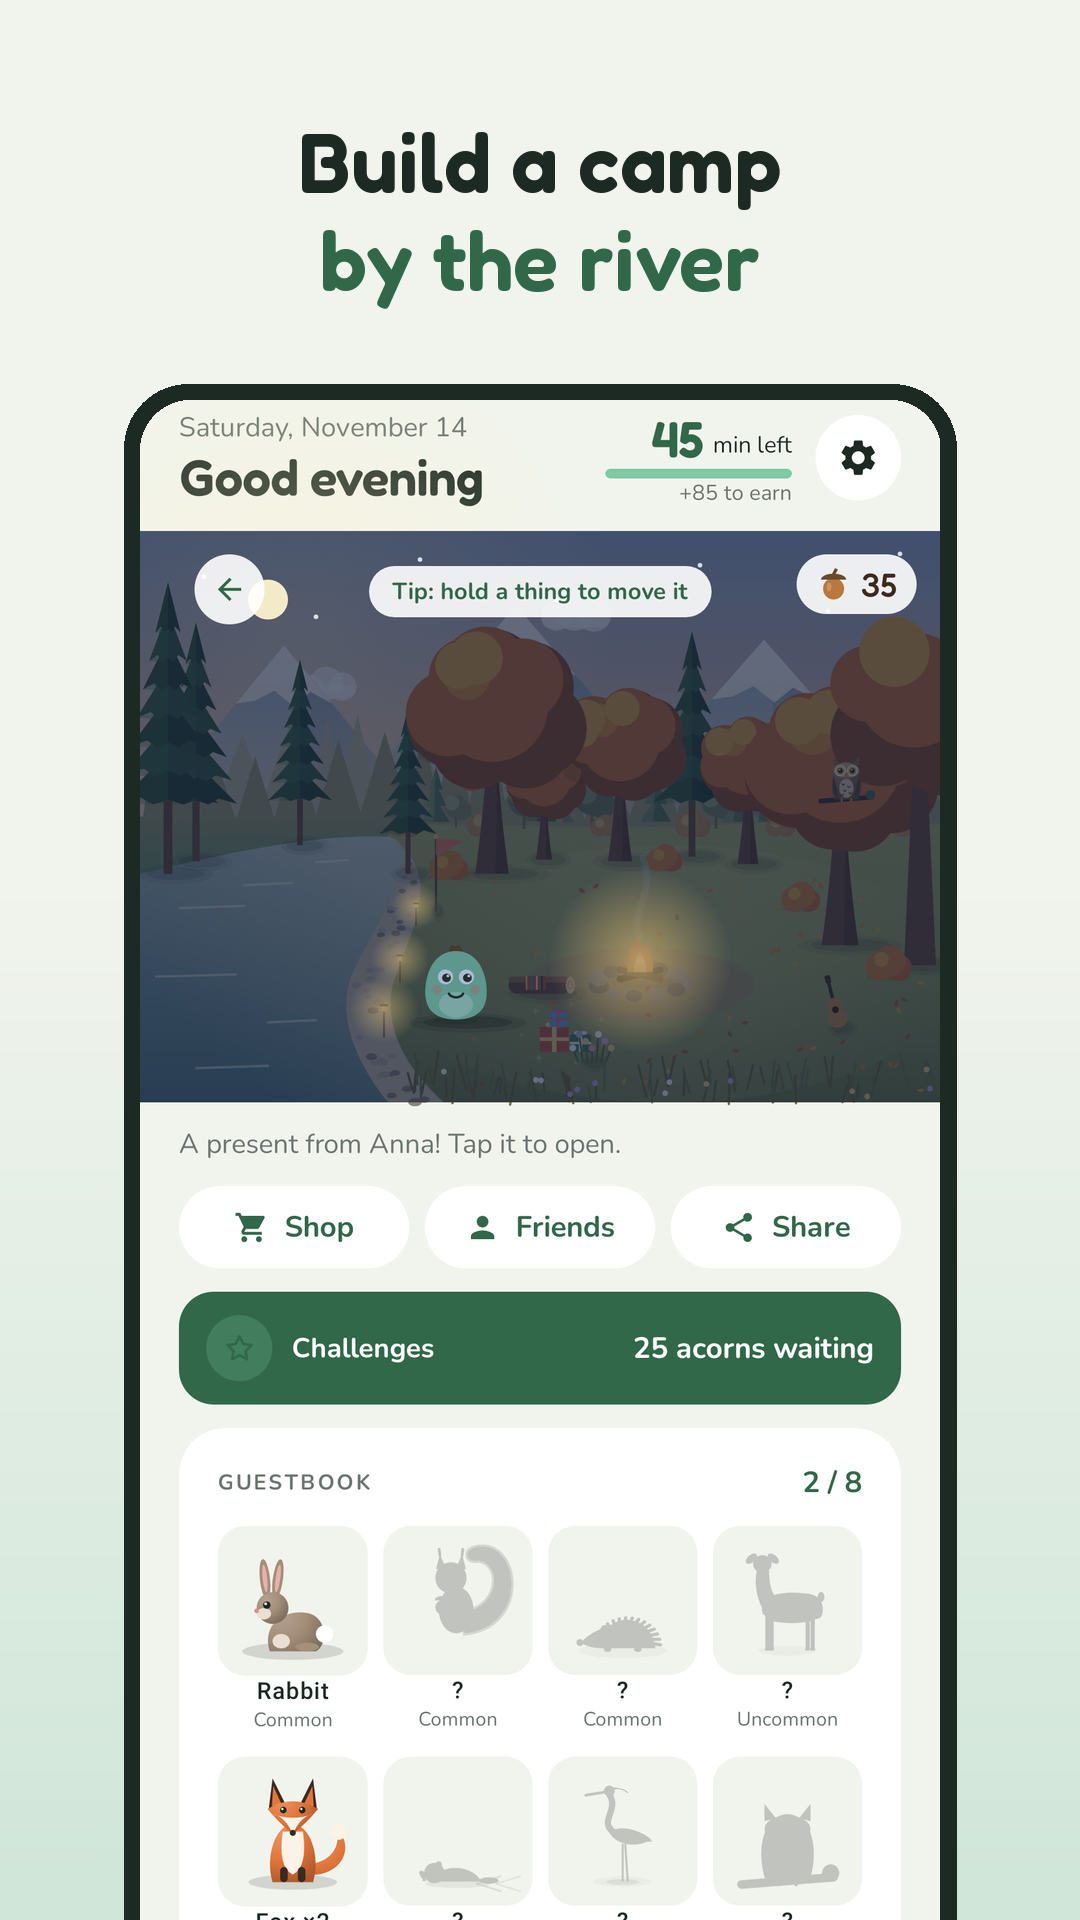 Build a camp
by the river
Saturday, November 14
Good evening
45 min left
+85 to earn
Tip: hold a thing to move it
35
A present from Anna! Tap it to open.
Shop
Friends
Share
Challenges
25 acorns waiting
GUESTBOOK
2 / 8
Rabbit
?
?
?
Common
Common
Common
Uncommon
Fox x2
?
?
?